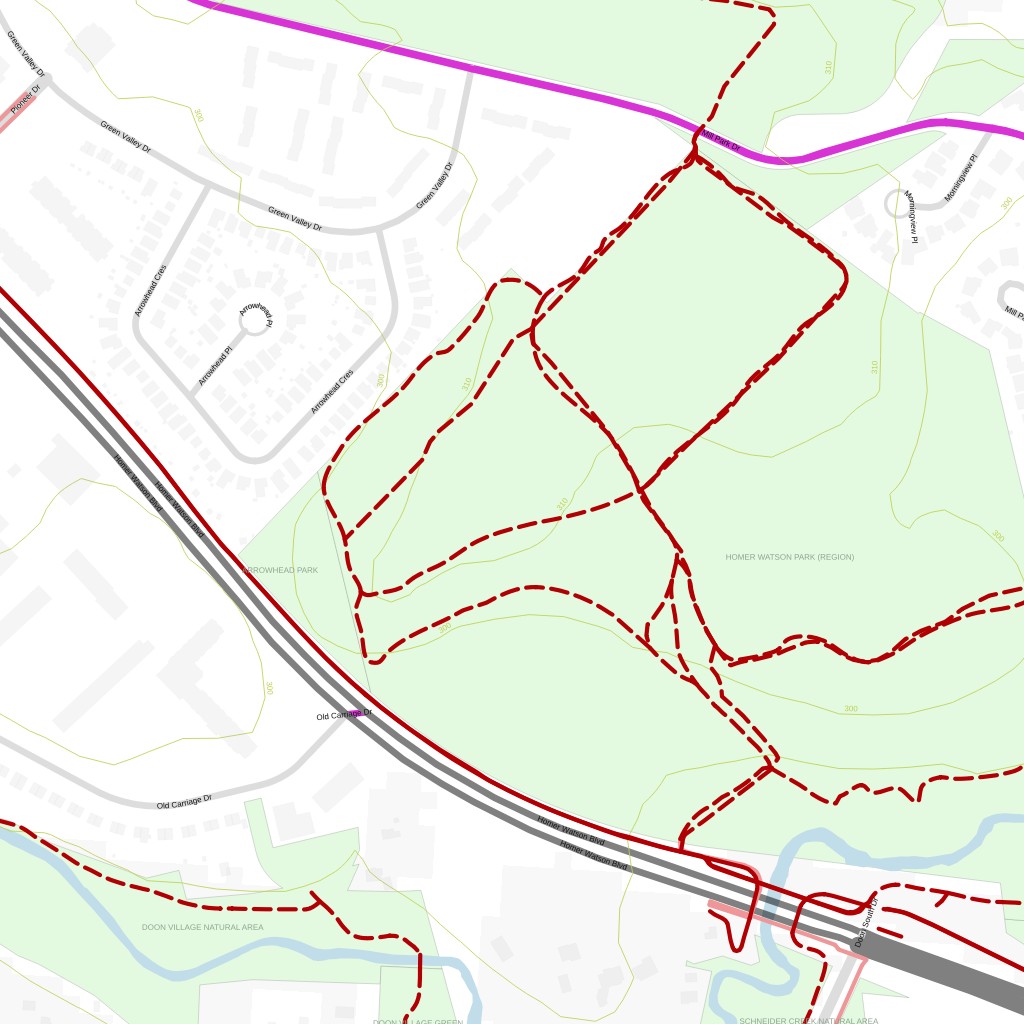 Green Valley Dr
Pioneer Dr
300
Green Valley Dr
310
Mill Park Dr
Green Valley Dr
Green Valley Dr
Morningview Pl
Morningview Pl
300
Arrowhead Cres
Arrowhead Pl
Mill P
Arrowhead Pl
Arrowhead Cres
300
310
310
Homer Watson Blvd
Homer Watson Blvd
310
300
HOMER WATSON PARK (REGION)
ARROWHEAD PARK
300
300
300
Old Carriage Dr
Old Carriage Dr
Homer Watson Blvd
Homer Watson Blvd
Doon South Dr
DOON VILLAGE NATURAL AREA
DOON VILLAGE GREEN
SCHNEIDER CREEK NATURAL AREA